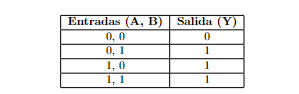 Entradas (A, B) Salida (Y)
0, 0 0
0, 1 1
1, 0 1
1, 1 1